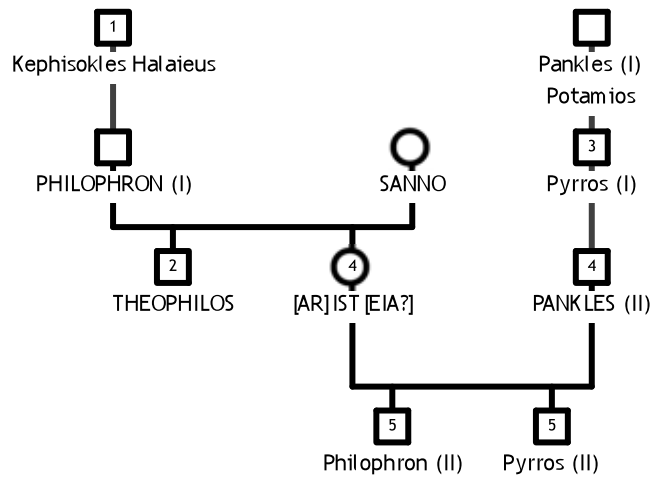 1
Kephisokles Halaieus
Pankles (I)
Potamios
3
PHILOPHRON (I)
SANNO
Pyrros (I)
2
4
4
THEOPHILOS
[AR]IST[EIA?]
PANKLES (II)
5
5
Philophron (II)
Pyrros (II)